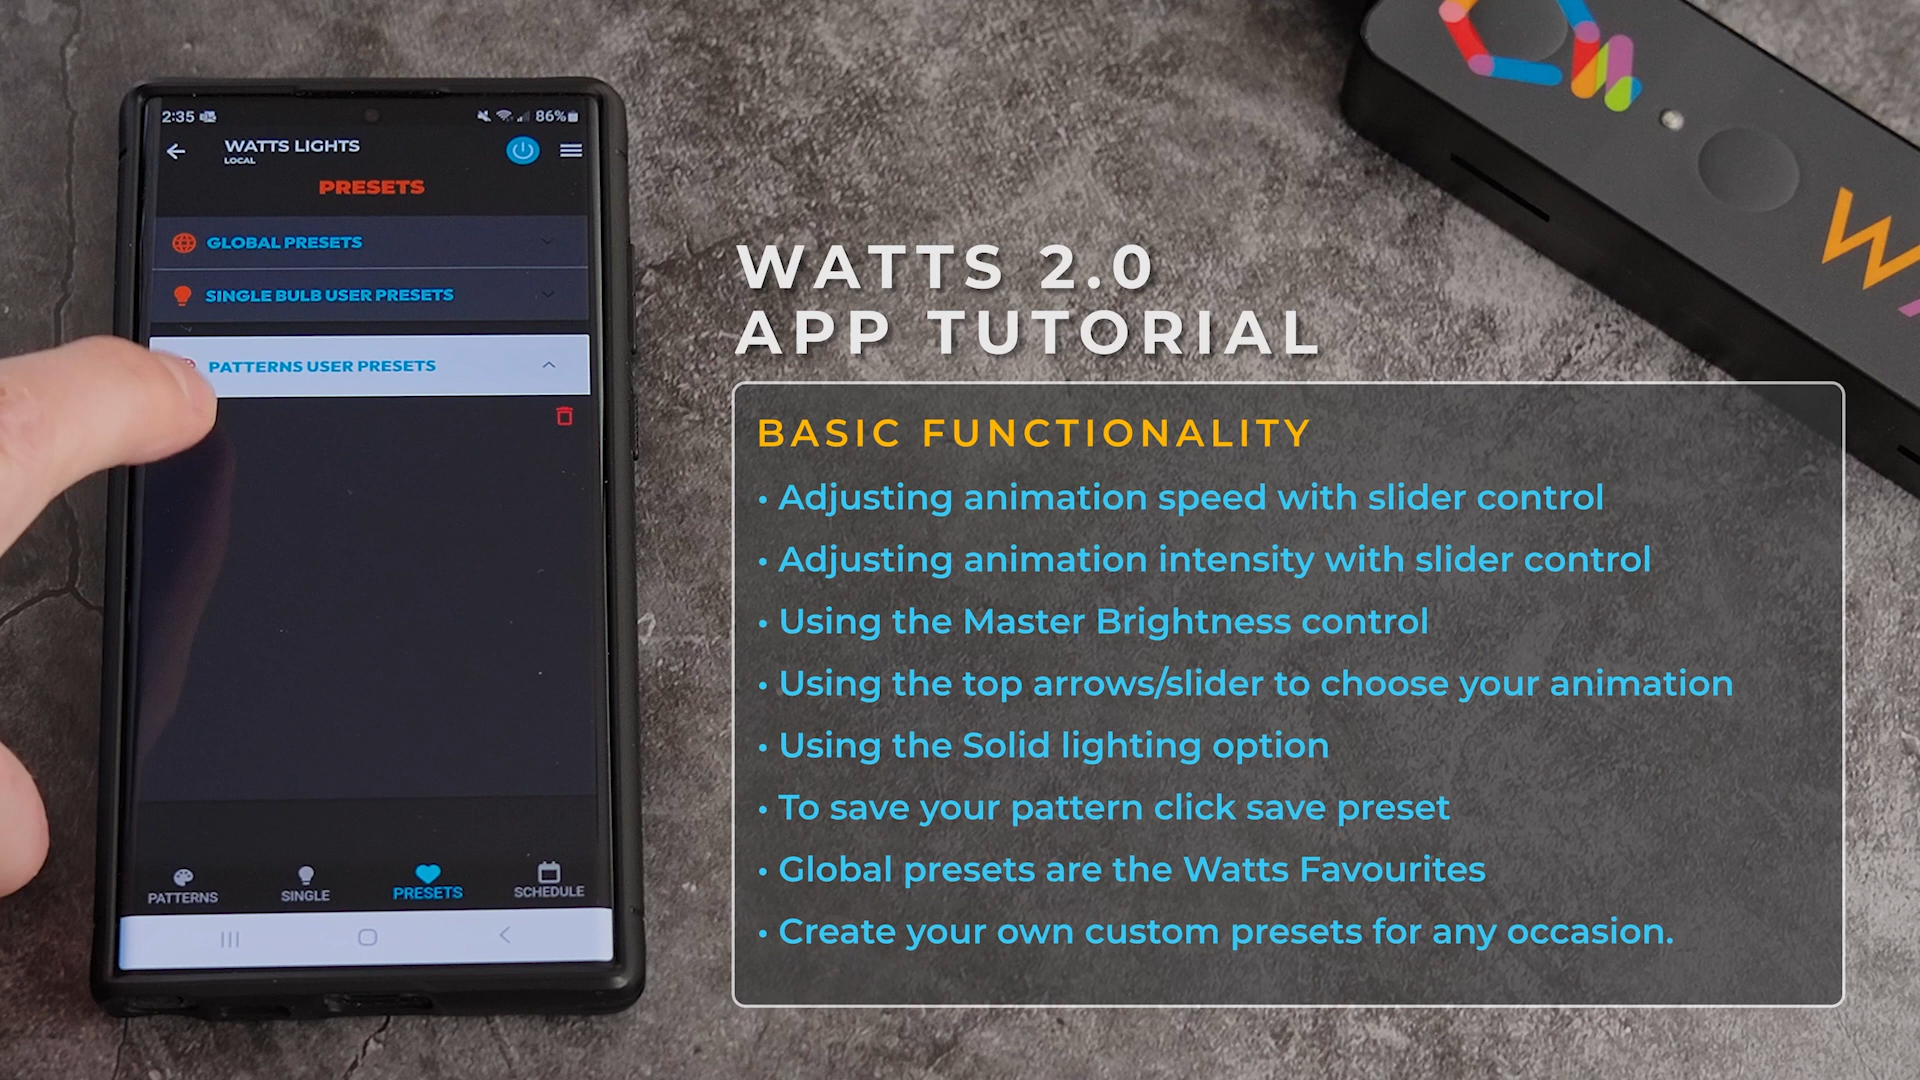 2:35
86%
WATTS LIGHTS
LOCAL
PRESETS
GLOBAL PRESETS
SINGLE BULB USER PRESETS
PATTERNS USER PRESETS
PATTERNS
SINGLE
PRESETS
SCHEDULE
WATTS 2.0
APP TUTORIAL
BASIC FUNCTIONALITY
• Adjusting animation speed with slider control
• Adjusting animation intensity with slider control
• Using the Master Brightness control
• Using the top arrows/slider to choose your animation
• Using the Solid lighting option
• To save your pattern click save preset
• Global presets are the Watts Favourites
• Create your own custom presets for any occasion.